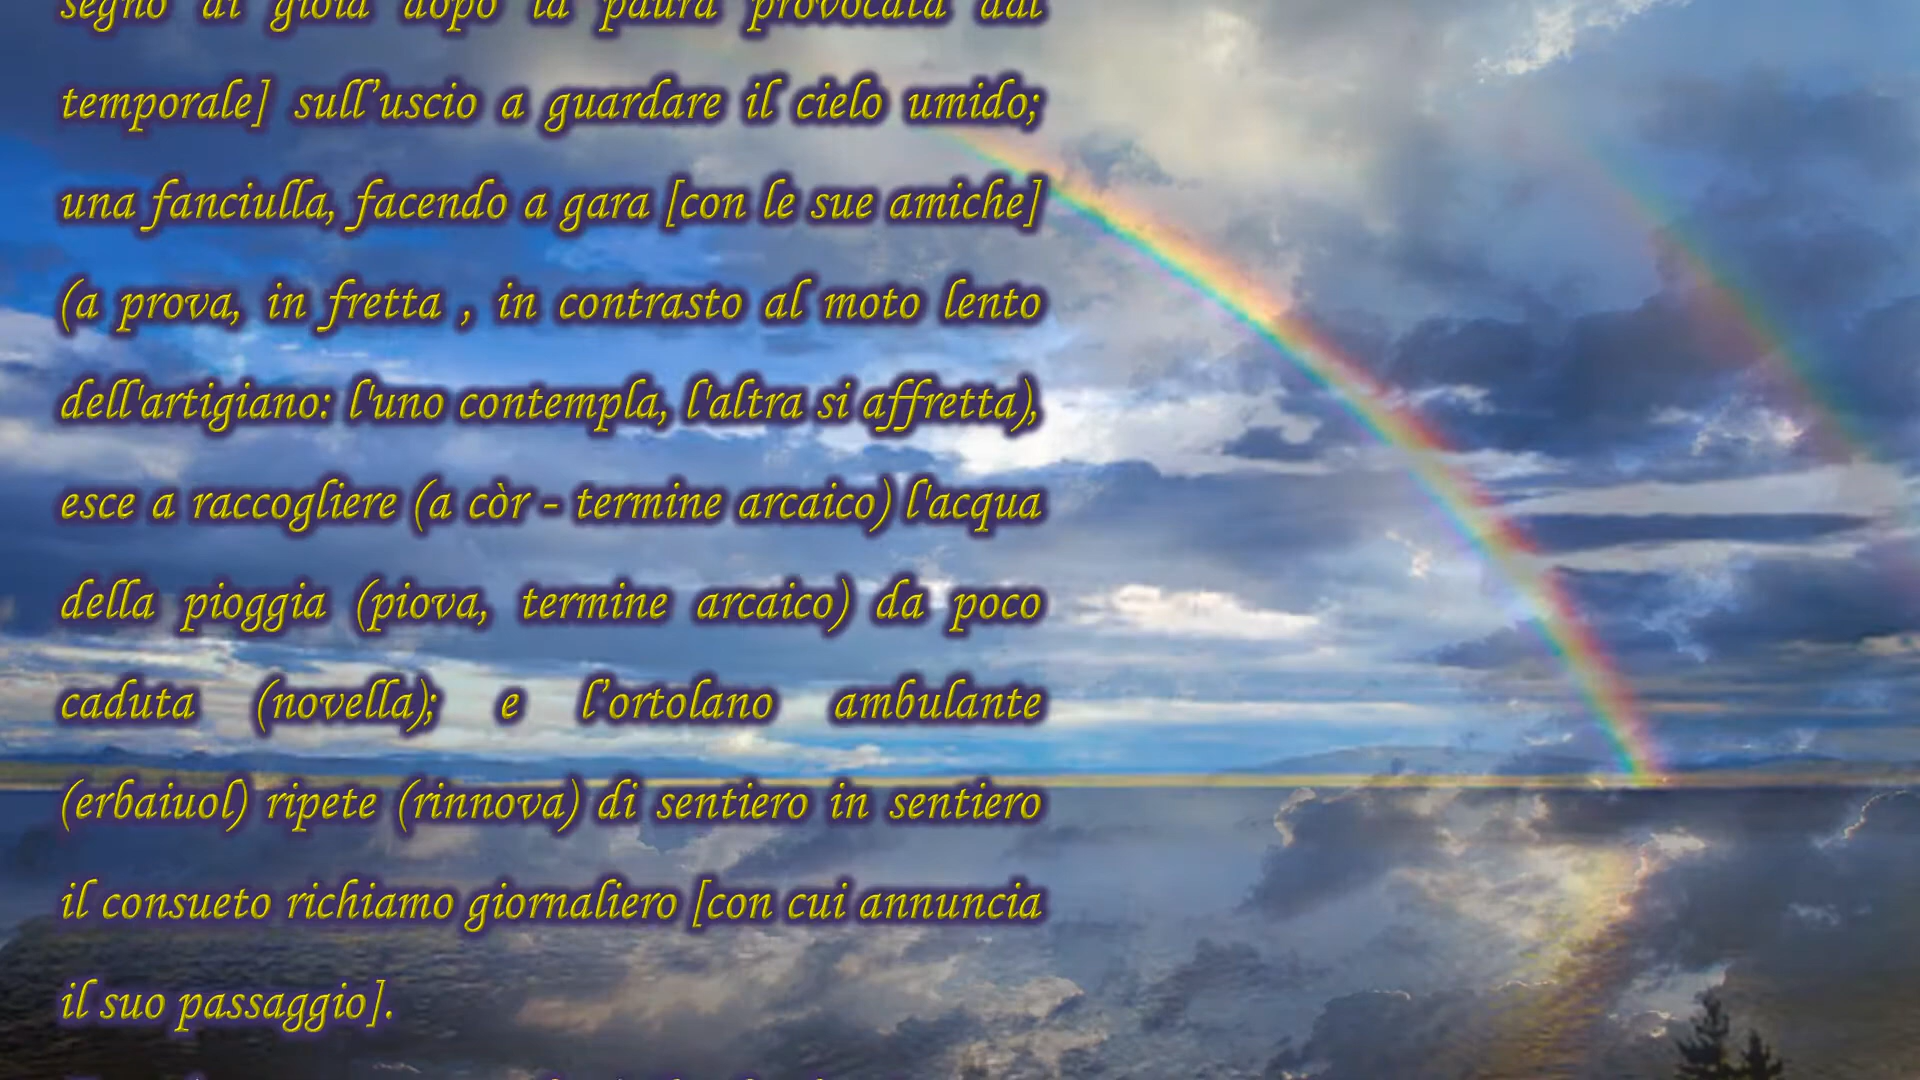 segno di gioia dopo la paura provocata dal
temporale] sull’uscio a guardare il cielo umido;
una fanciulla, facendo a gara [con le sue amiche]
(a prova, in fretta , in contrasto al moto lento
dell'artigiano: l'uno contempla, l'altra si affretta),
esce a raccogliere (a còr - termine arcaico) l'acqua
della pioggia (piova, termine arcaico) da poco
caduta (novella); e l’ortolano ambulante
(erbaiuol) ripete (rinnova) di sentiero in sentiero
il consueto richiamo giornaliero [con cui annuncia
il suo passaggio].